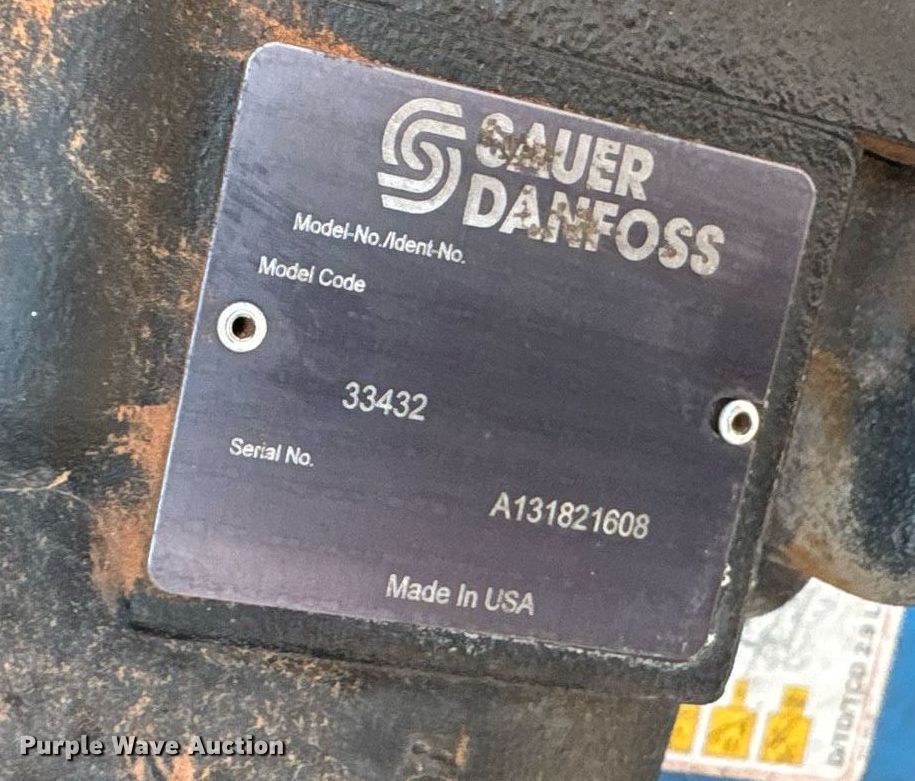 SAUER
DANFOSS
Model-No./Ident-No.
Model Code
33432
Serial No.
A131821608
Made In USA
Purple Wave Auction